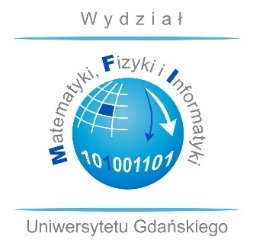 Wydział
Matematyki, Fizyki i Informatyki
101001101
Uniwersytetu Gdańskiego